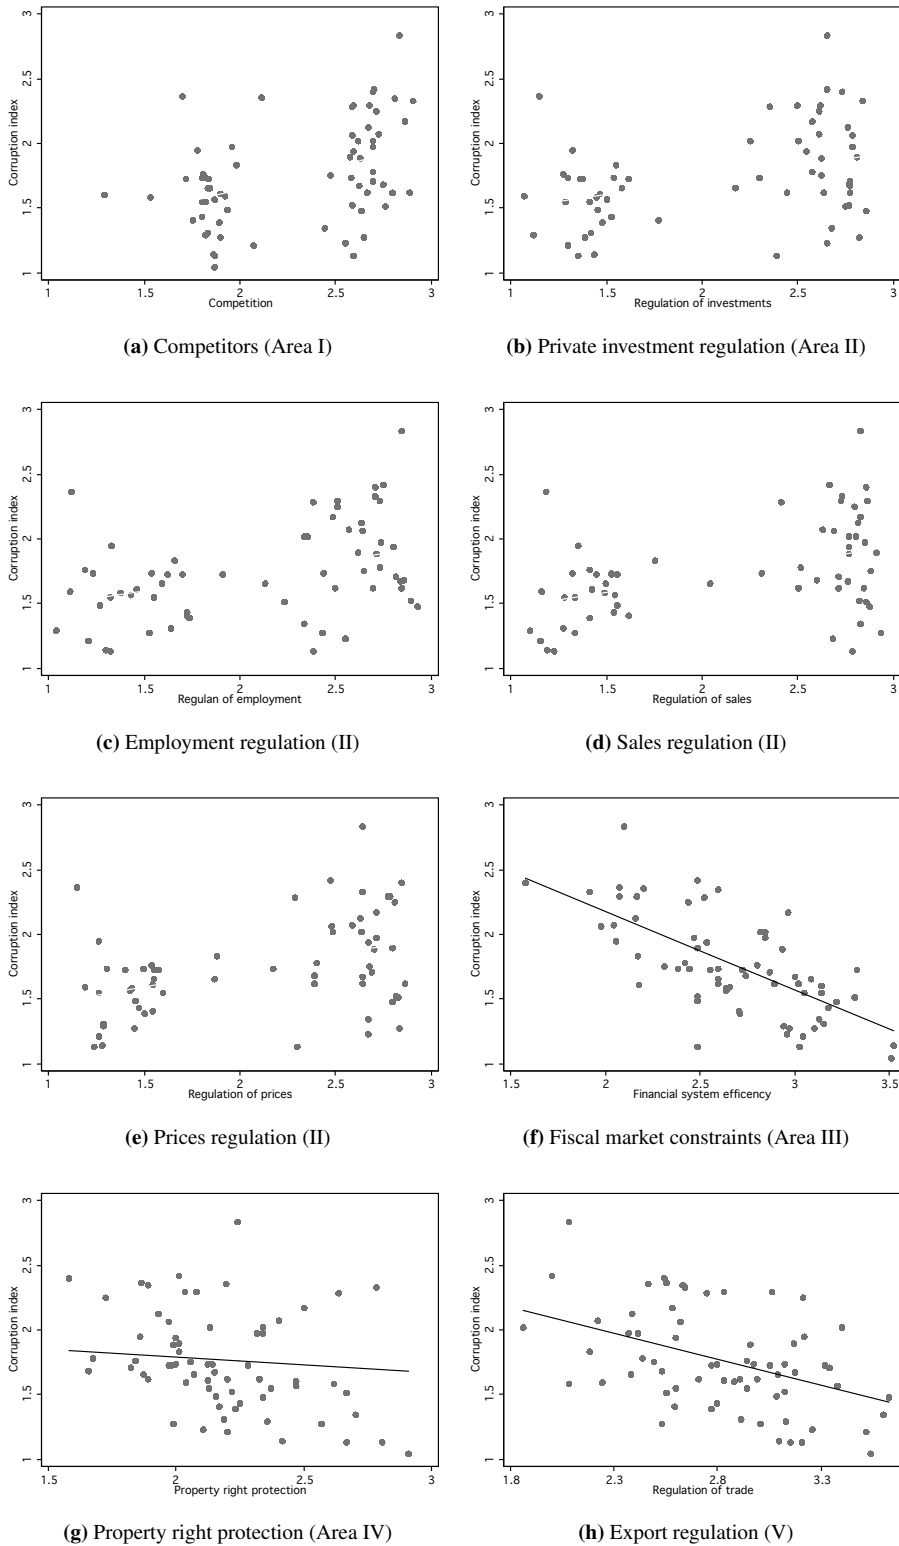 Corruption index
1 1.5 2 2.5 3
1 1.5 2 2.5 3
Competition
(a) Competitors (Area I)
Corruption index
1 1.5 2 2.5 3
1 1.5 2 2.5 3
Regulation of investments
(b) Private investment regulation (Area II)
Corruption index
1 1.5 2 2.5 3
1 1.5 2 2.5 3
Regulan of employment
(c) Employment regulation (II)
Corruption index
1 1.5 2 2.5 3
1 1.5 2 2.5 3
Regulation of sales
(d) Sales regulation (II)
Corruption index
1 1.5 2 2.5 3
1 1.5 2 2.5 3
Regulation of prices
(e) Prices regulation (II)
Corruption index
1 1.5 2 2.5 3
1.5 2 2.5 3 3.5
Financial system efficency
(f) Fiscal market constraints (Area III)
Corruption index
1 1.5 2 2.5 3
1.5 2 2.5 3
Property right protection
(g) Property right protection (Area IV)
Corruption index
1 1.5 2 2.5 3
1.8 2.3 2.8 3.3
Regulation of trade
(h) Export regulation (V)